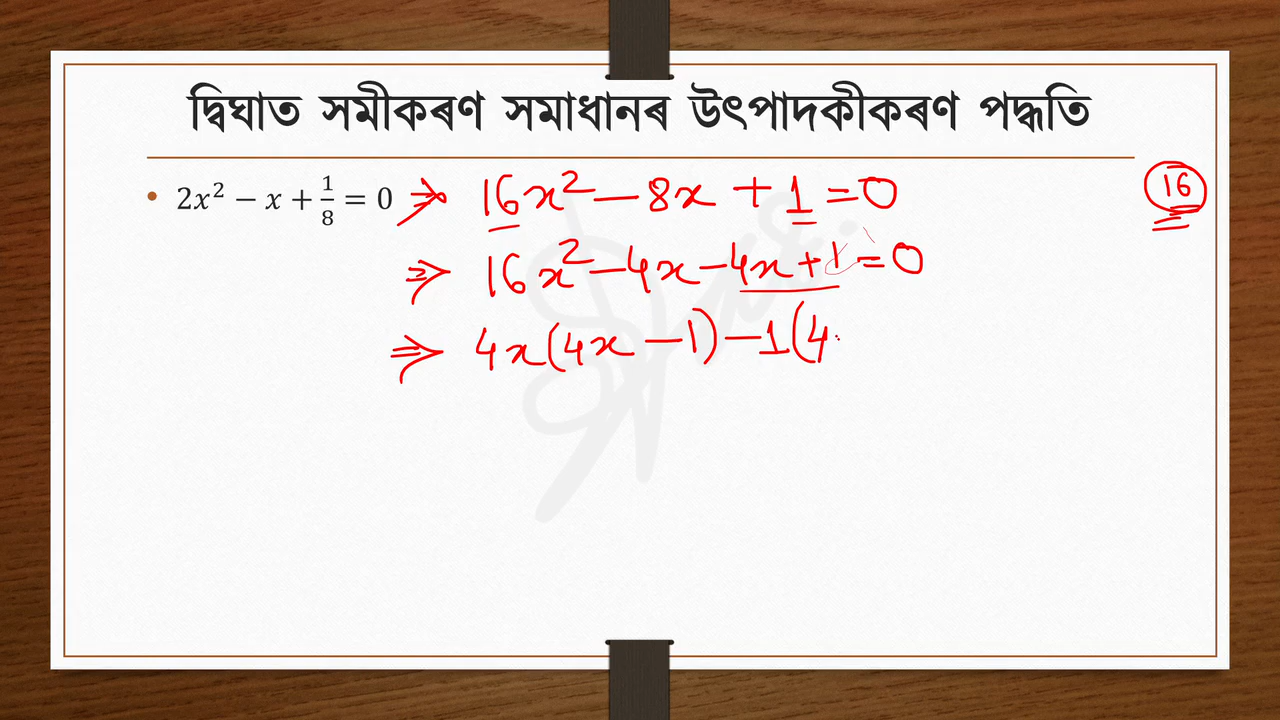 দ্বিঘাত সমীকৰণ সমাধানৰ উৎপাদকীকৰণ পদ্ধতি
• 2x² − x + 1/8 = 0 ⇒ 16x² − 8x + 1 = 0
16
⇒ 16x² − 4x − 4x + 1 = 0
⇒ 4x(4x − 1) − 1(4